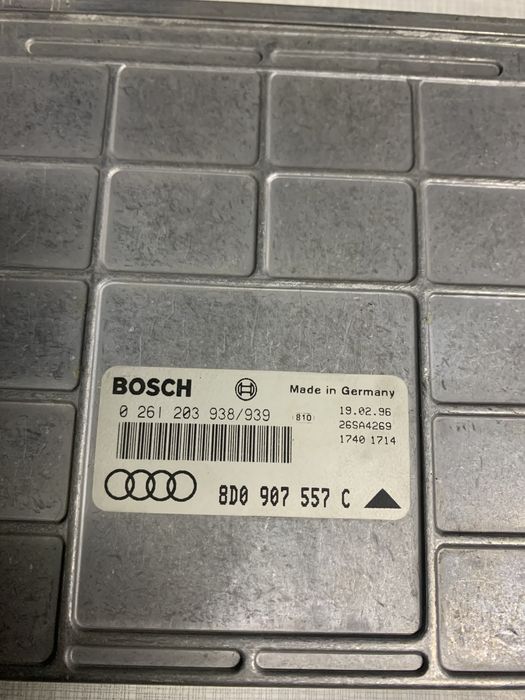 BOSCH
Made in Germany
0 261 203 938/939
810
19.02.96
26SA4269
1740 1714
8D0 907 557 C